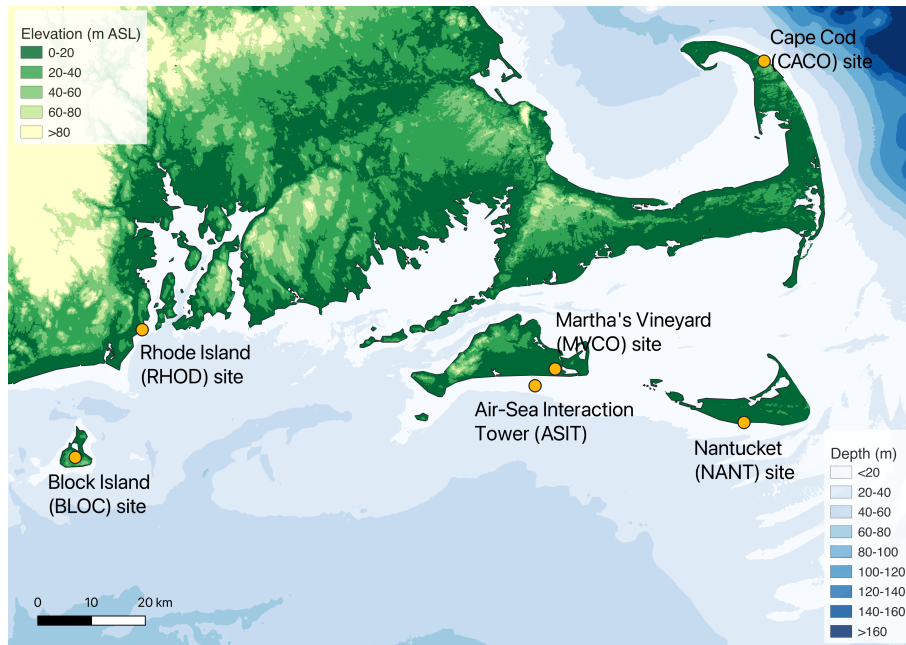 Elevation (m ASL)
0-20
20-40
40-60
60-80
>80
Cape Cod
(CACO) site
Martha's Vineyard
(MVCO) site
Rhode Island
(RHOD) site
Air-Sea Interaction
Tower (ASIT)
Nantucket
(NANT) site
Block Island
(BLOC) site
Depth (m)
<20
20-40
40-60
60-80
80-100
100-120
120-140
140-160
>160
0 10 20 km